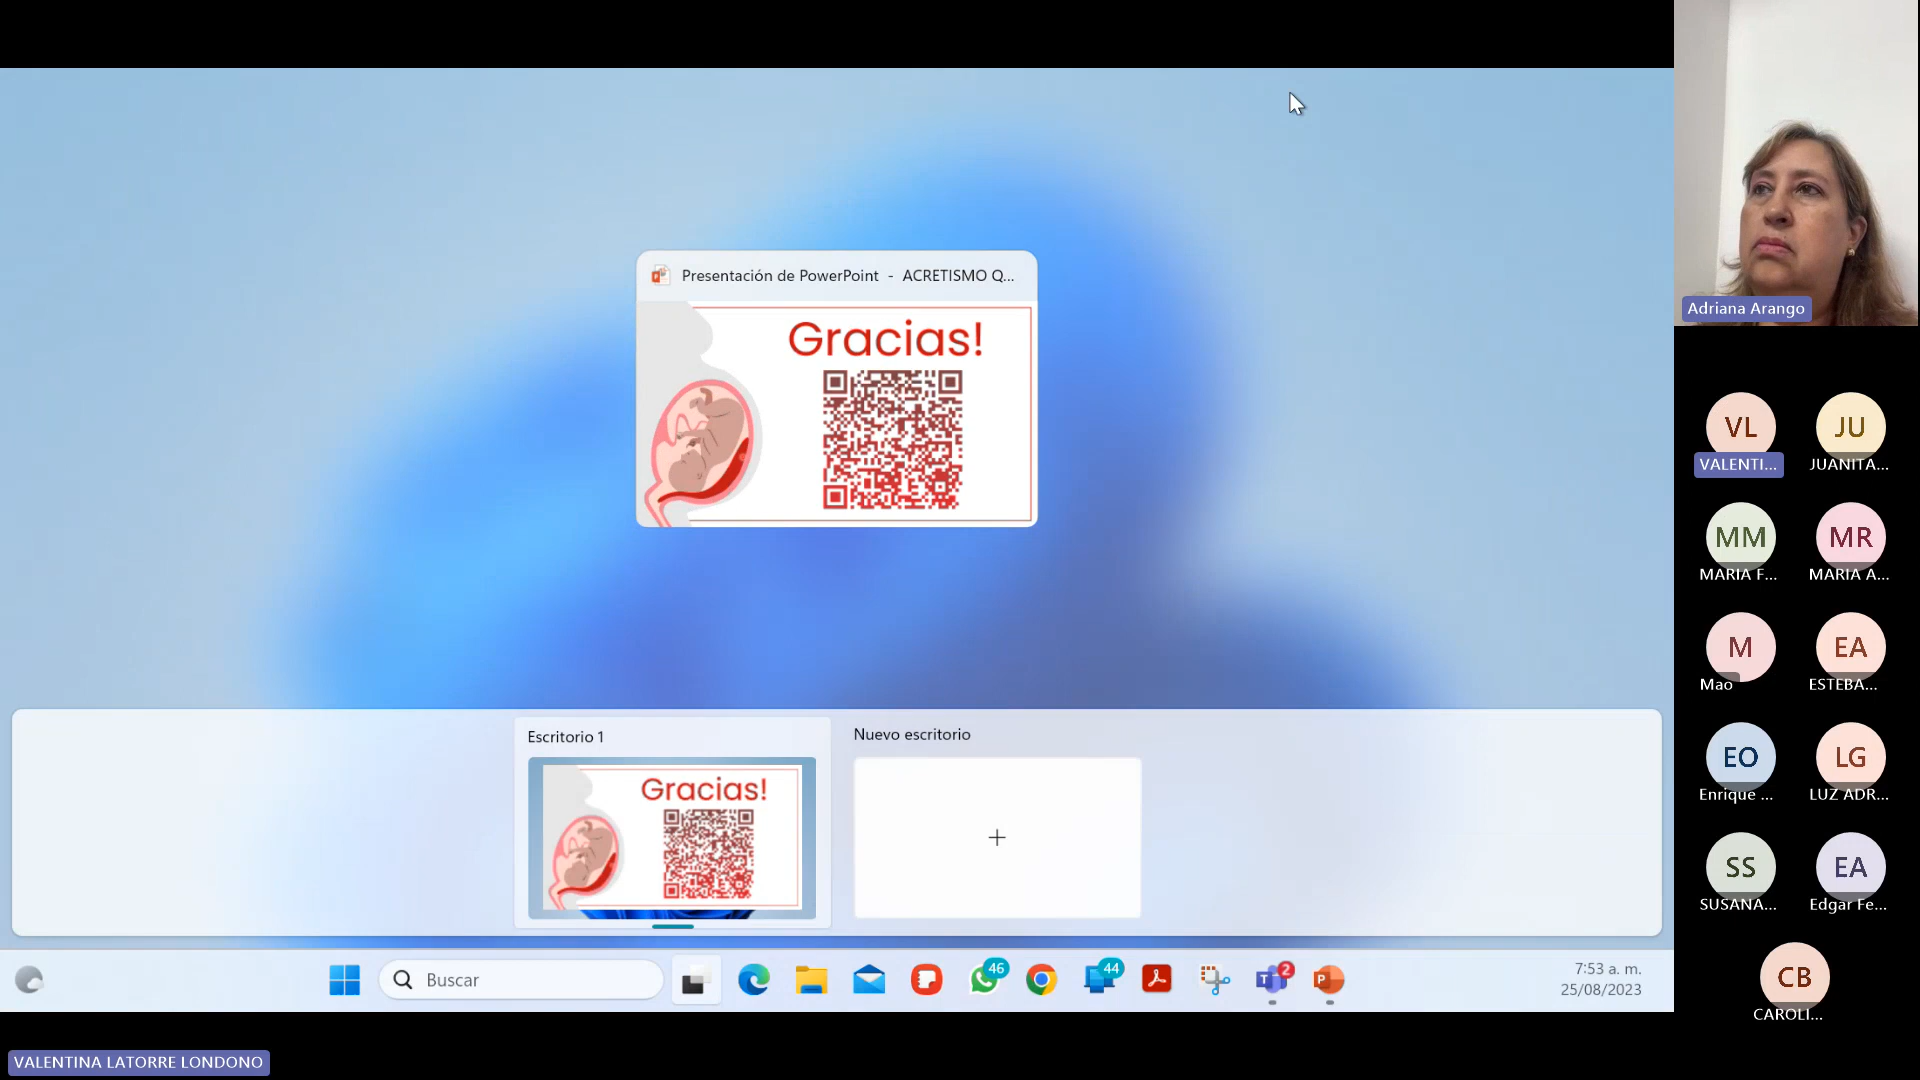 Presentación de PowerPoint - ACRETISMO Q...
Gracias!
Escritorio 1
Nuevo escritorio
Gracias!
Buscar
46
44
2
7:53 a. m.
25/08/2023
VALENTINA LATORRE LONDONO
Adriana Arango
VL
VALENTI...
JU
JUANITA...
MM
MARIA F...
MR
MARIA A...
M
Mao
EA
ESTEBA...
EO
Enrique ...
LG
LUZ ADR...
SS
SUSANA...
EA
Edgar Fe...
CB
CAROLI...